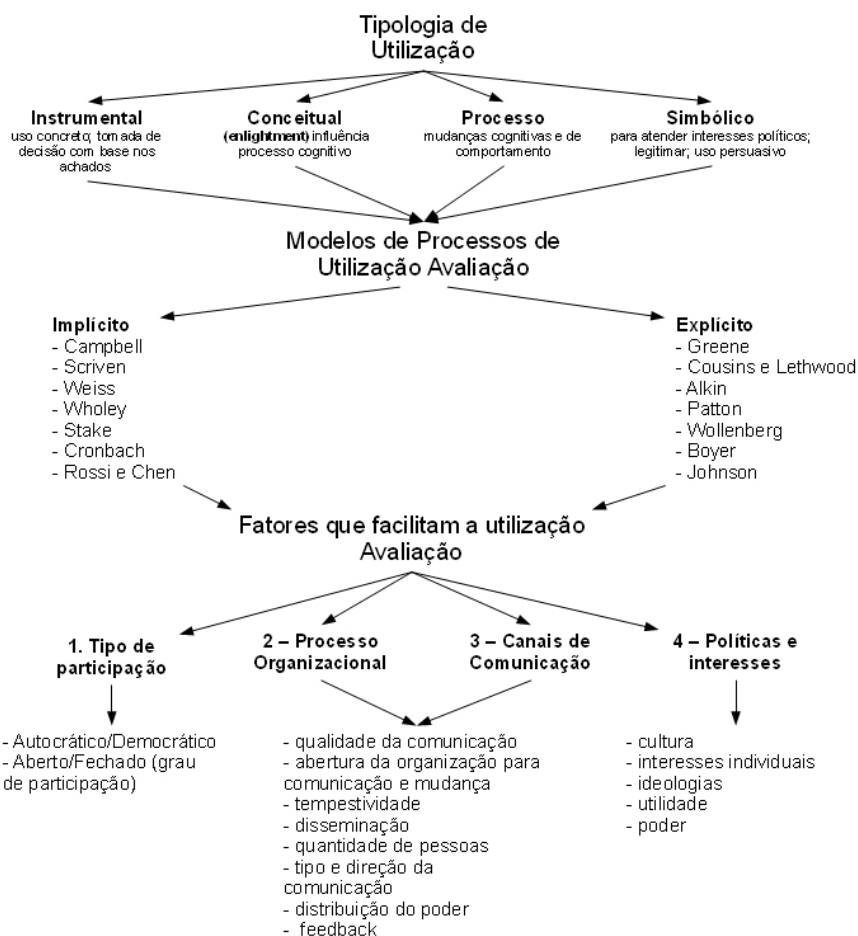 Tipologia de
Utilização
Instrumental
uso concreto; tomada de
decisão com base nos
achados
Conceitual
(enlightment) influência
processo cognitivo
Processo
mudanças cognitivas e de
comportamento
Simbólico
para atender interesses políticos;
legitimar; uso persuasivo
Modelos de Processos de
Utilização Avaliação
Implícito
- Campbell
- Scriven
- Weiss
- Wholey
- Stake
- Cronbach
- Rossi e Chen
Explícito
- Greene
- Cousins e Lethwood
- Alkin
- Patton
- Wollenberg
- Boyer
- Johnson
Fatores que facilitam a utilização
Avaliação
1. Tipo de
participação
- Autocrático/Democrático
- Aberto/Fechado (grau
de participação)
2 – Processo
Organizacional
3 – Canais de
Comunicação
- qualidade da comunicação
- abertura da organização para
comunicação e mudança
- tempestividade
- disseminação
- quantidade de pessoas
- tipo e direção da
comunicação
- distribuição do poder
- feedback
4 – Políticas e
interesses
- cultura
- interesses individuais
- ideologias
- utilidade
- poder